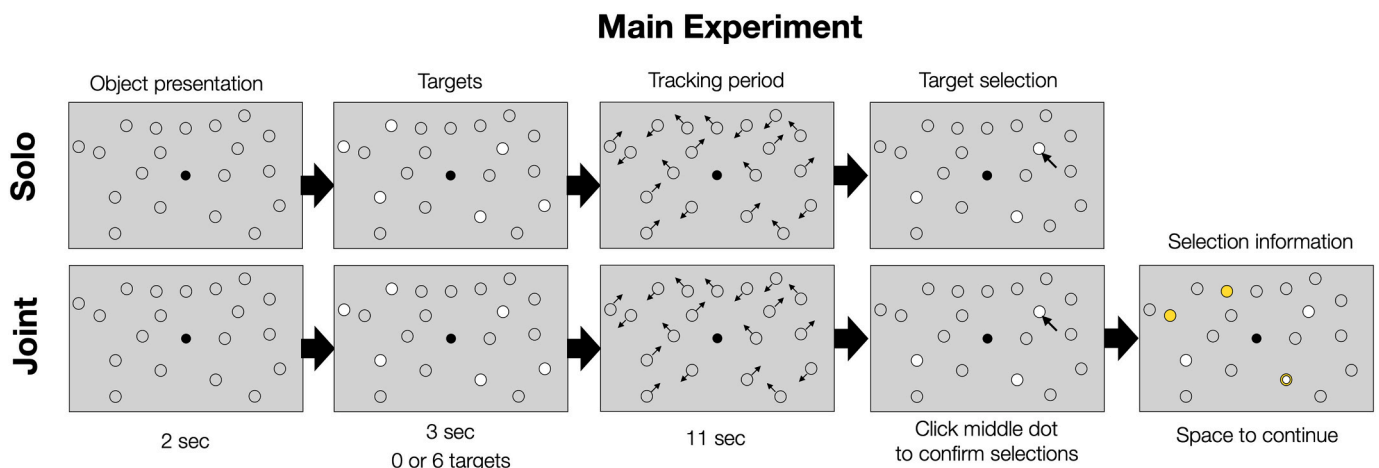 Main Experiment
Object presentation
Targets
Tracking period
Target selection
Solo
Selection information
Joint
2 sec
3 sec
0 or 6 targets
11 sec
Click middle dot
to confirm selections
Space to continue